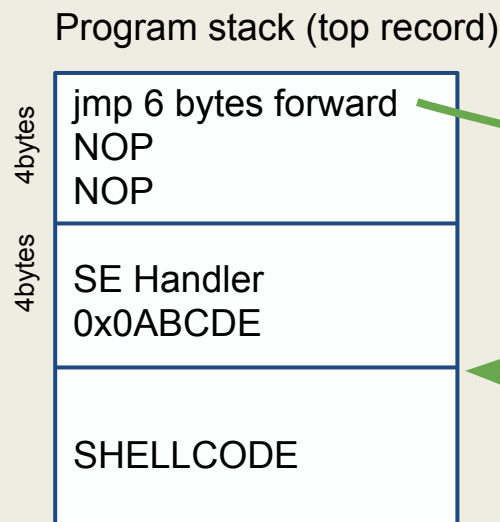 Program stack (top record)
4bytes
jmp 6 bytes forward
NOP
NOP
4bytes
SE Handler
0x0ABCDE
SHELLCODE